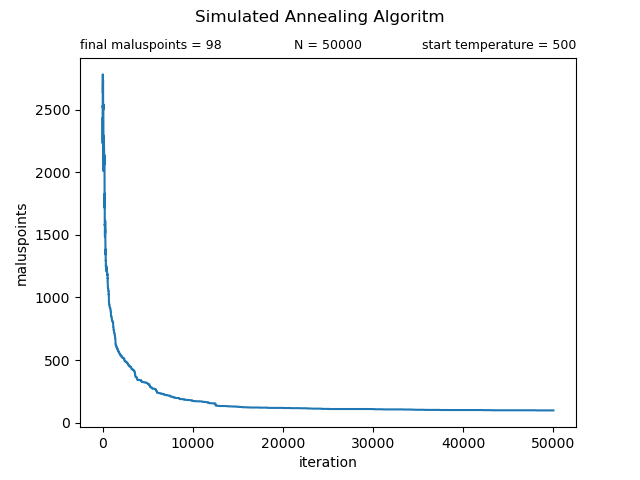 Simulated Annealing Algoritm
final maluspoints = 98 N = 50000 start temperature = 500
2500
2000
1500
1000
500
0
maluspoints
0 10000 20000 30000 40000 50000
iteration